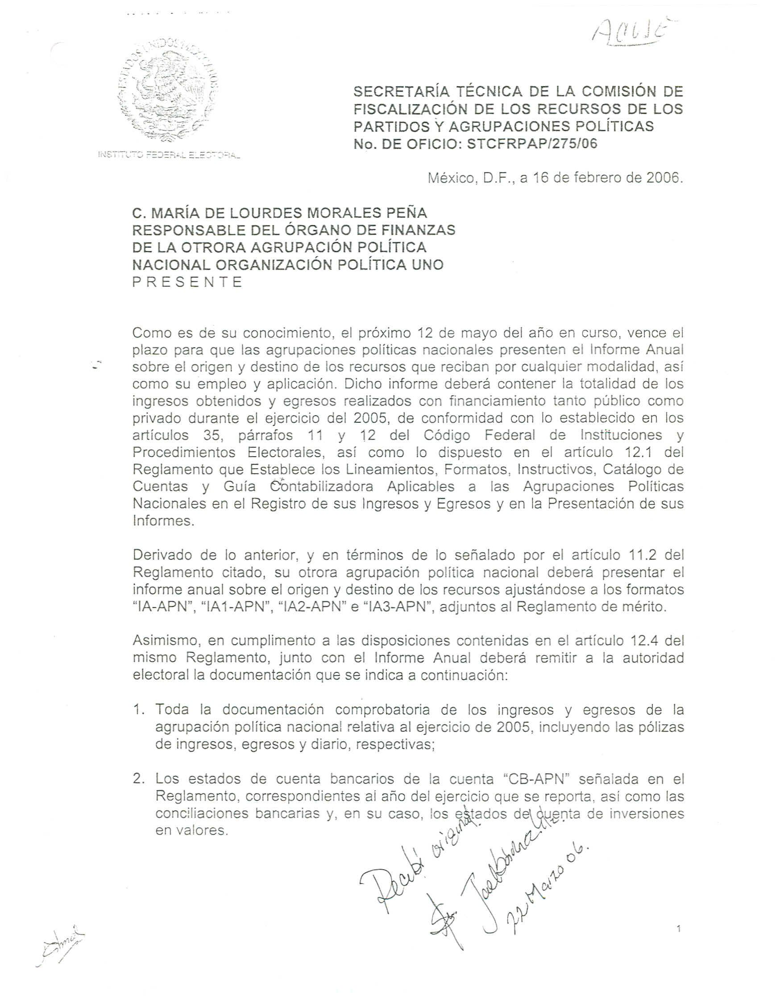 ACUSE
ESTADOS UNIDOS MEXICANOS
INSTITUTO FEDERAL ELECTORAL
SECRETARÍA TÉCNICA DE LA COMISIÓN DE
FISCALIZACIÓN DE LOS RECURSOS DE LOS
PARTIDOS Y AGRUPACIONES POLÍTICAS
No. DE OFICIO: STCFRPAP/275/06
México, D.F., a 16 de febrero de 2006.
C. MARÍA DE LOURDES MORALES PEÑA
RESPONSABLE DEL ÓRGANO DE FINANZAS
DE LA OTRORA AGRUPACIÓN POLÍTICA
NACIONAL ORGANIZACIÓN POLÍTICA UNO
P R E S E N T E
Como es de su conocimiento, el próximo 12 de mayo del año en curso, vence el
plazo para que las agrupaciones políticas nacionales presenten el Informe Anual
sobre el origen y destino de los recursos que reciban por cualquier modalidad, así
como su empleo y aplicación. Dicho informe deberá contener la totalidad de los
ingresos obtenidos y egresos realizados con financiamiento tanto público como
privado durante el ejercicio del 2005, de conformidad con lo establecido en los
artículos 35, párrafos 11 y 12 del Código Federal de Instituciones y
Procedimientos Electorales, así como lo dispuesto en el artículo 12.1 del
Reglamento que Establece los Lineamientos, Formatos, Instructivos, Catálogo de
Cuentas y Guía Contabilizadora Aplicables a las Agrupaciones Políticas
Nacionales en el Registro de sus Ingresos y Egresos y en la Presentación de sus
Informes.
Derivado de lo anterior, y en términos de lo señalado por el artículo 11.2 del
Reglamento citado, su otrora agrupación política nacional deberá presentar el
informe anual sobre el origen y destino de los recursos ajustándose a los formatos
“IA-APN”, “IA1-APN”, “IA2-APN” e “IA3-APN”, adjuntos al Reglamento de mérito.
Asimismo, en cumplimento a las disposiciones contenidas en el artículo 12.4 del
mismo Reglamento, junto con el Informe Anual deberá remitir a la autoridad
electoral la documentación que se indica a continuación:
1. Toda la documentación comprobatoria de los ingresos y egresos de la
agrupación política nacional relativa al ejercicio de 2005, incluyendo las pólizas
de ingresos, egresos y diario, respectivas;
2. Los estados de cuenta bancarios de la cuenta “CB-APN” señalada en el
Reglamento, correspondientes al año del ejercicio que se reporta, así como las
conciliaciones bancarias y, en su caso, los estados de cuenta de inversiones
en valores.
Recibí original.
22 Marzo 06.
1